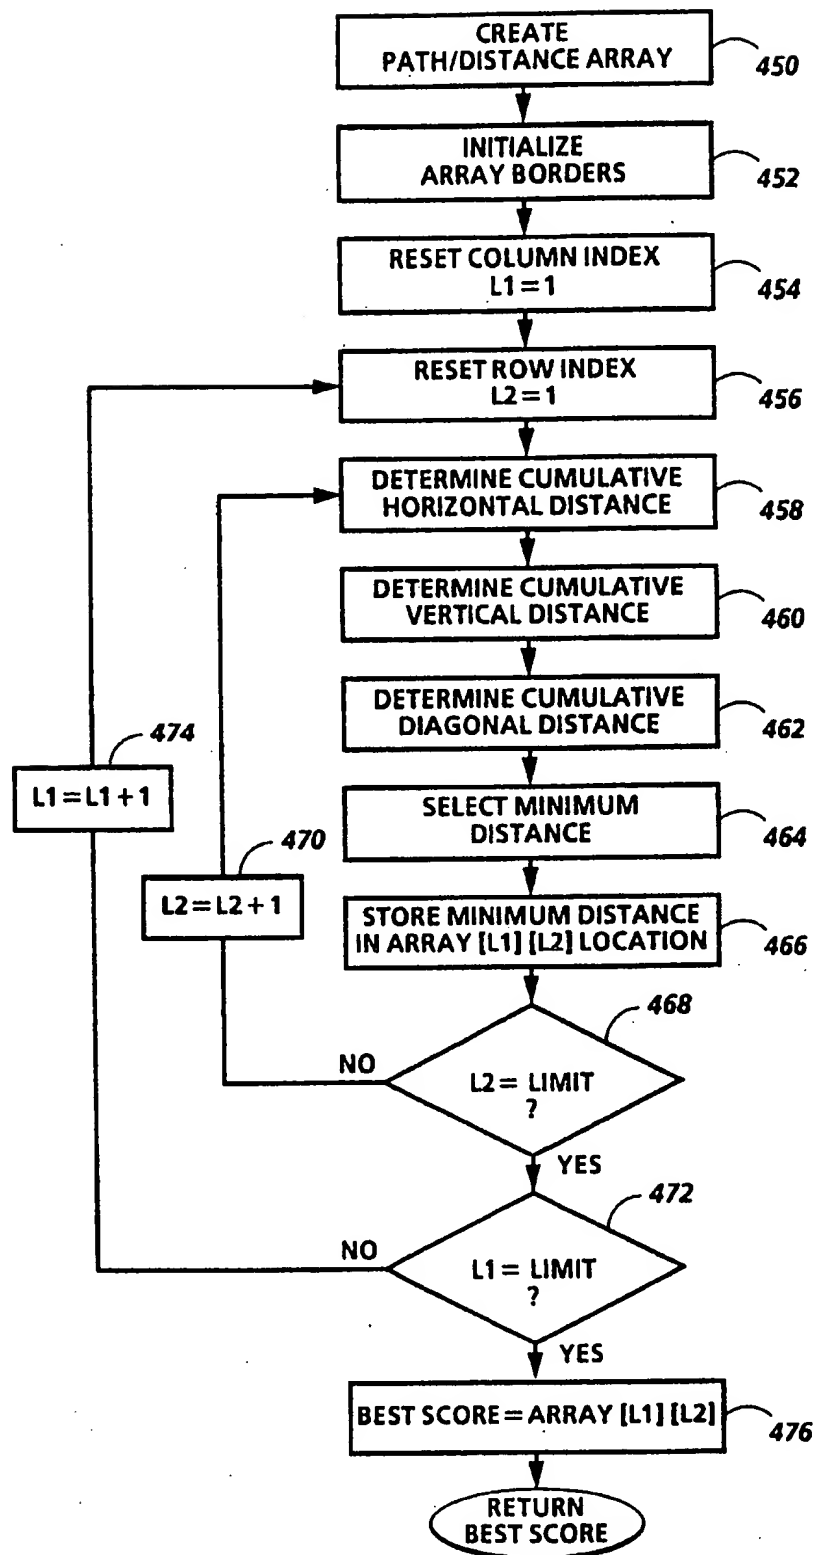 CREATE
PATH/DISTANCE ARRAY
450
INITIALIZE
ARRAY BORDERS
452
RESET COLUMN INDEX
L1=1
454
RESET ROW INDEX
L2=1
456
DETERMINE CUMULATIVE
HORIZONTAL DISTANCE
458
DETERMINE CUMULATIVE
VERTICAL DISTANCE
460
DETERMINE CUMULATIVE
DIAGONAL DISTANCE
462
474
L1=L1+1
SELECT MINIMUM
DISTANCE
464
470
L2=L2+1
STORE MINIMUM DISTANCE
IN ARRAY [L1] [L2] LOCATION
466
468
NO
L2= LIMIT
?
YES
472
NO
L1= LIMIT
?
YES
BEST SCORE=ARRAY [L1] [L2]
476
RETURN
BEST SCORE